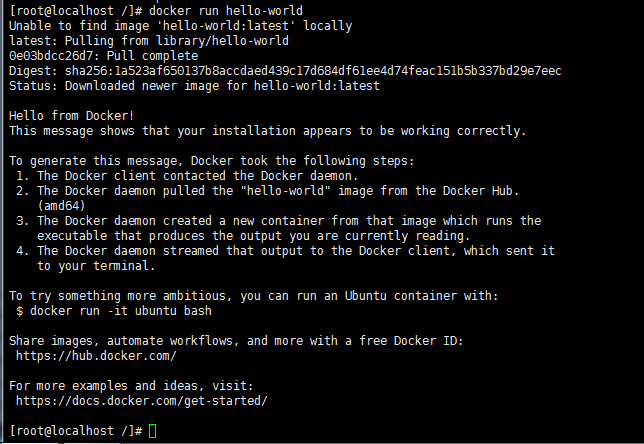 [root@localhost /]# docker run hello-world
Unable to find image 'hello-world:latest' locally
latest: Pulling from library/hello-world
0e03bdcc26d7: Pull complete
Digest: sha256:1a523af650137b8accdaed439c17d684df61ee4d74feac151b5b337bd29e7eec
Status: Downloaded newer image for hello-world:latest

Hello from Docker!
This message shows that your installation appears to be working correctly.

To generate this message, Docker took the following steps:
 1. The Docker client contacted the Docker daemon.
 2. The Docker daemon pulled the "hello-world" image from the Docker Hub.
    (amd64)
 3. The Docker daemon created a new container from that image which runs the
    executable that produces the output you are currently reading.
 4. The Docker daemon streamed that output to the Docker client, which sent it
    to your terminal.

To try something more ambitious, you can run an Ubuntu container with:
 $ docker run -it ubuntu bash

Share images, automate workflows, and more with a free Docker ID:
 https://hub.docker.com/

For more examples and ideas, visit:
 https://docs.docker.com/get-started/

[root@localhost /]#